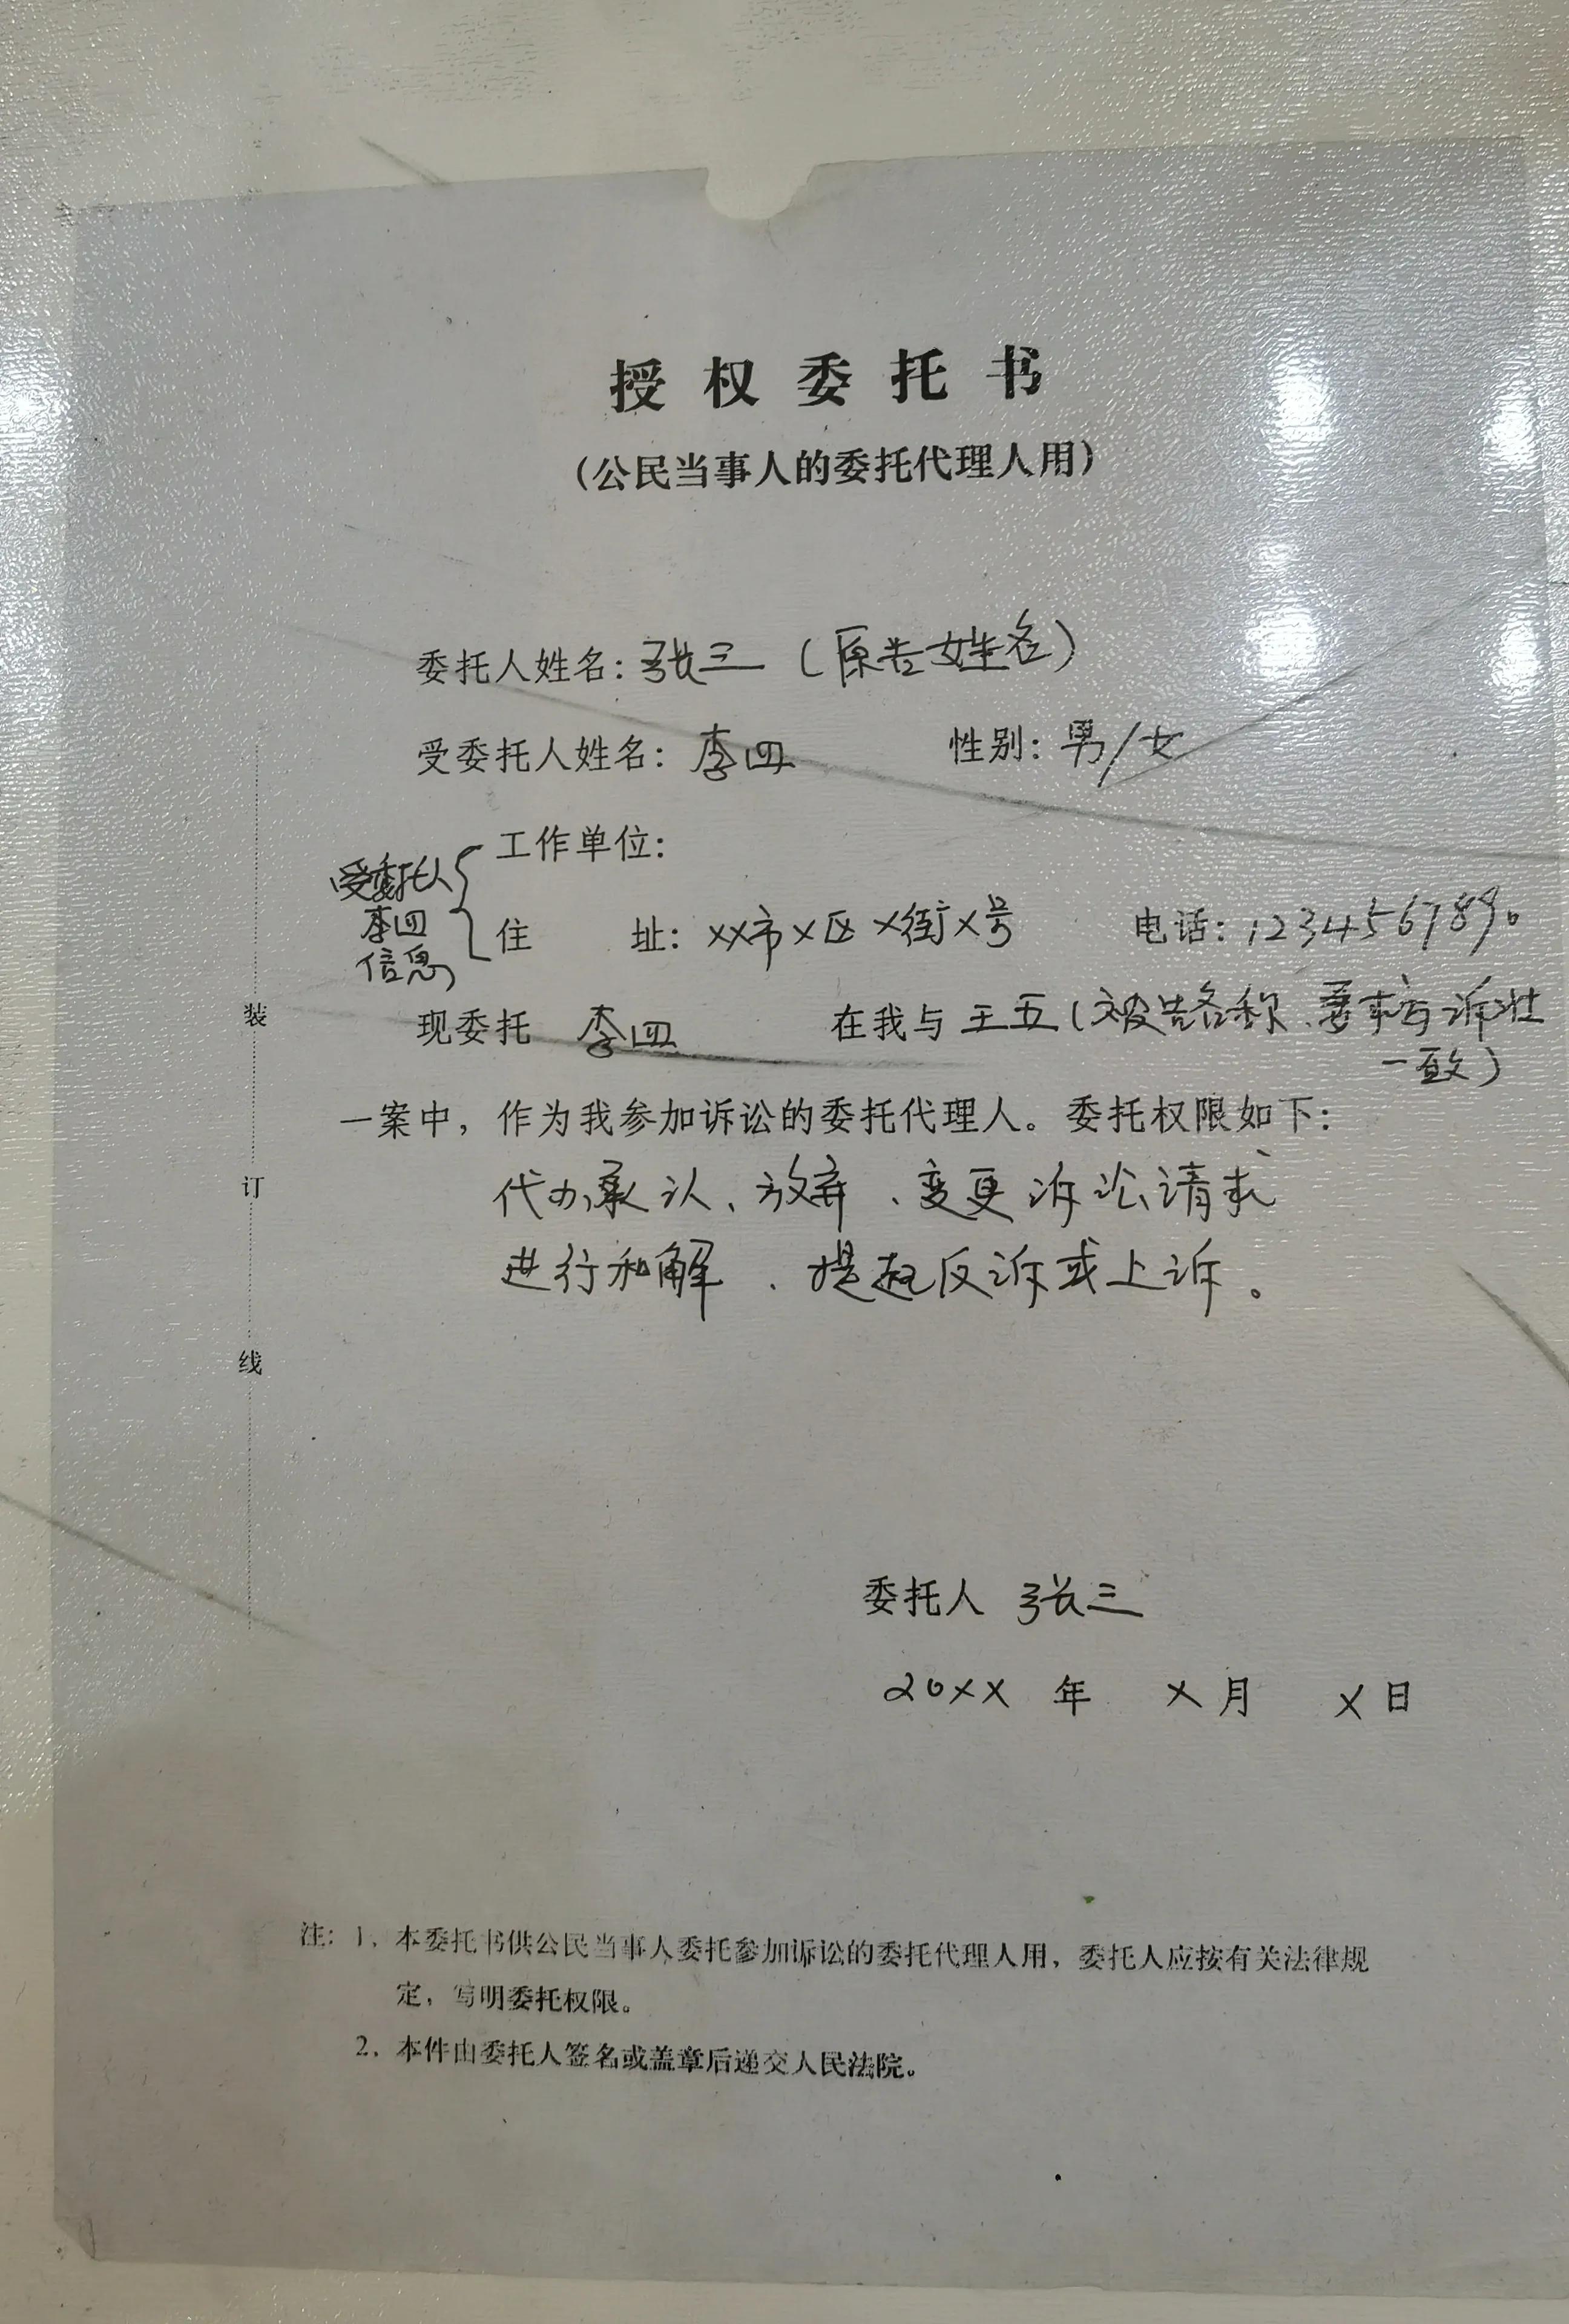 授权委托书
（公民当事人的委托代理人用）
委托人姓名：张三（原告姓名）
受委托人姓名：李四 性别：男/女
工作单位：
受委托人
李四
信息
住 址：XX市X区X街X号 电话：123456789。
现委托 李四 在我与 王五（被告名称、要求与诉状
一致）
一案中，作为我参加诉讼的委托代理人。委托权限如下：
代办承认、放弃、变更诉讼请求
进行和解、提起反诉或上诉。
装
订
线
委托人 张三
20XX 年 X月 X日
注：1．本委托书供公民当事人委托参加诉讼的委托代理人用，委托人应按有关法律规
定，写明委托权限。
2．本件由委托人签名或盖章后递交人民法院。